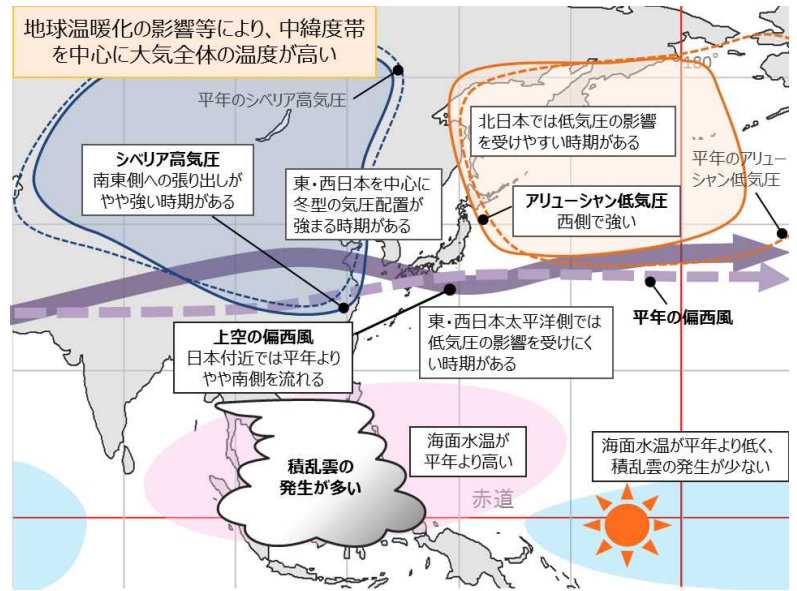 地球温暖化の影響等により、中緯度帯
を中心に大気全体の温度が高い
180°
平年のシベリア高気圧
北日本では低気圧の影響
を受けやすい時期がある
平年のアリュー
シャン低気圧
シベリア高気圧
南東側への張り出しが
やや強い時期がある
東・西日本を中心に
冬型の気圧配置が
強まる時期がある
アリューシャン低気圧
西側で強い
上空の偏西風
日本付近では平年より
やや南側を流れる
東・西日本太平洋側では
低気圧の影響を受けにく
い時期がある
平年の偏西風
積乱雲の
発生が多い
海面水温が
平年より高い
海面水温が平年より低く、
積乱雲の発生が少ない
赤道